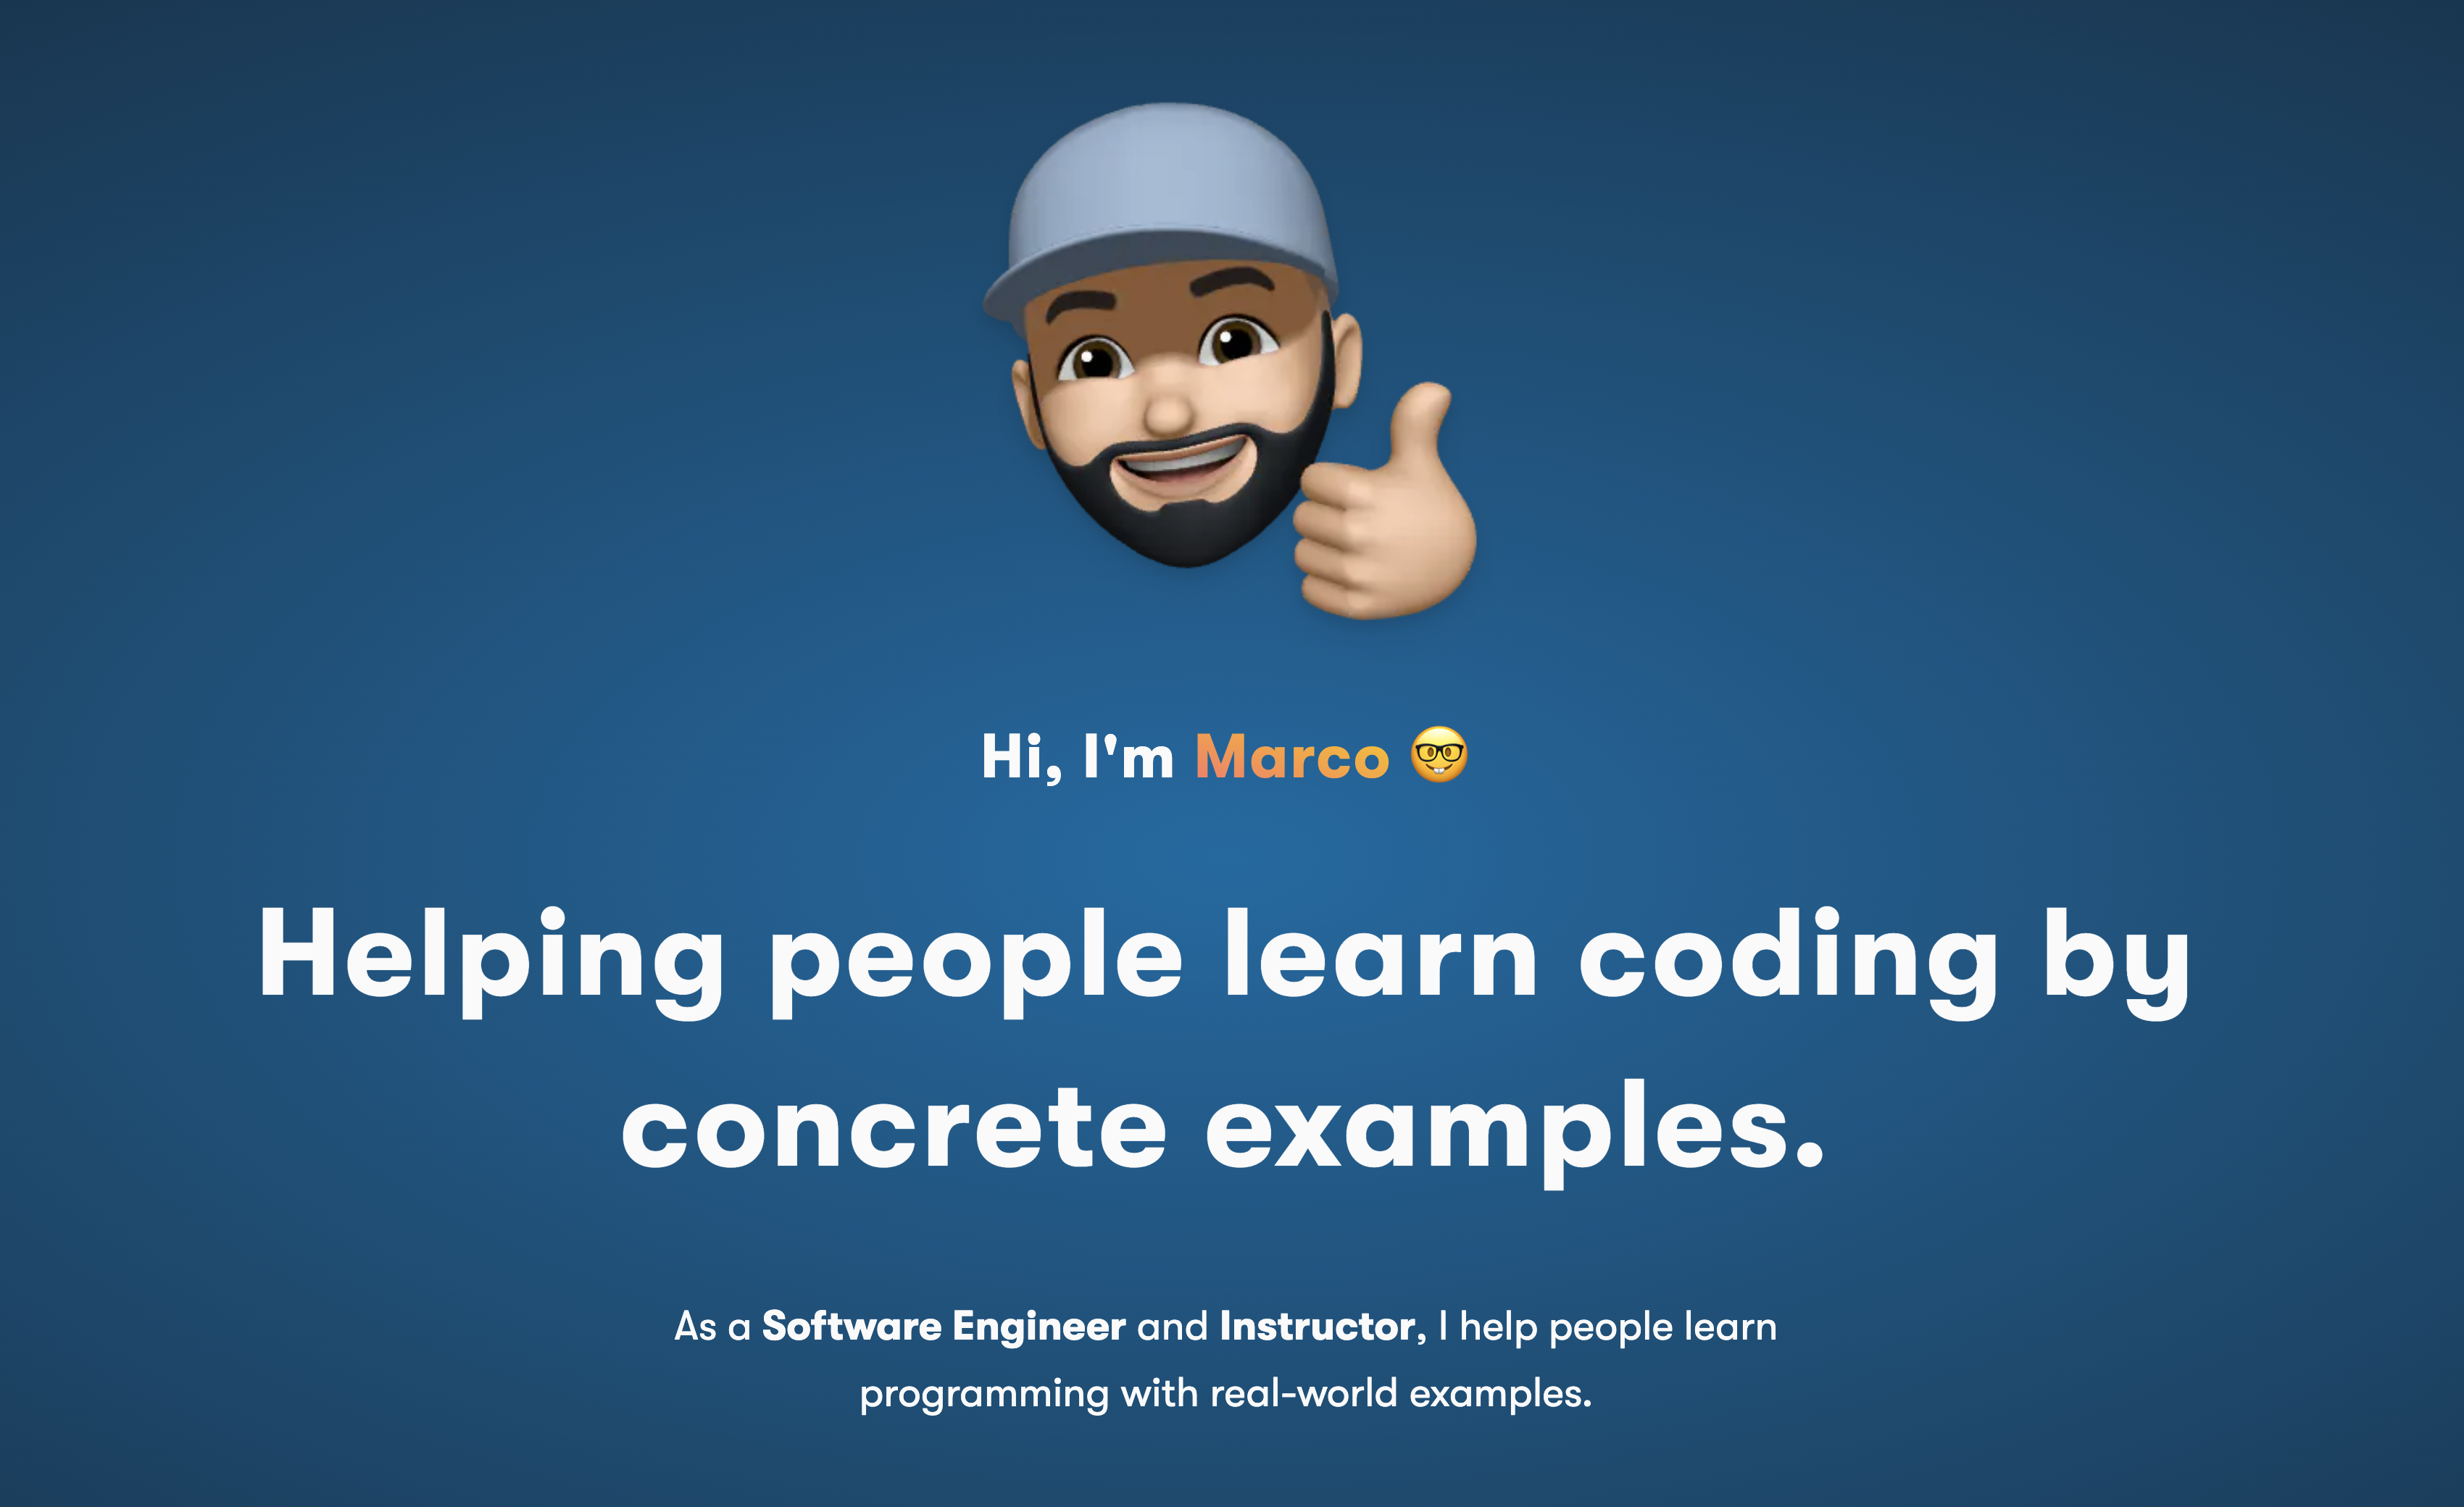 Hi, I'm Marco 🤓
Helping people learn coding by
concrete examples.
As a Software Engineer and Instructor, I help people learn
programming with real-world examples.